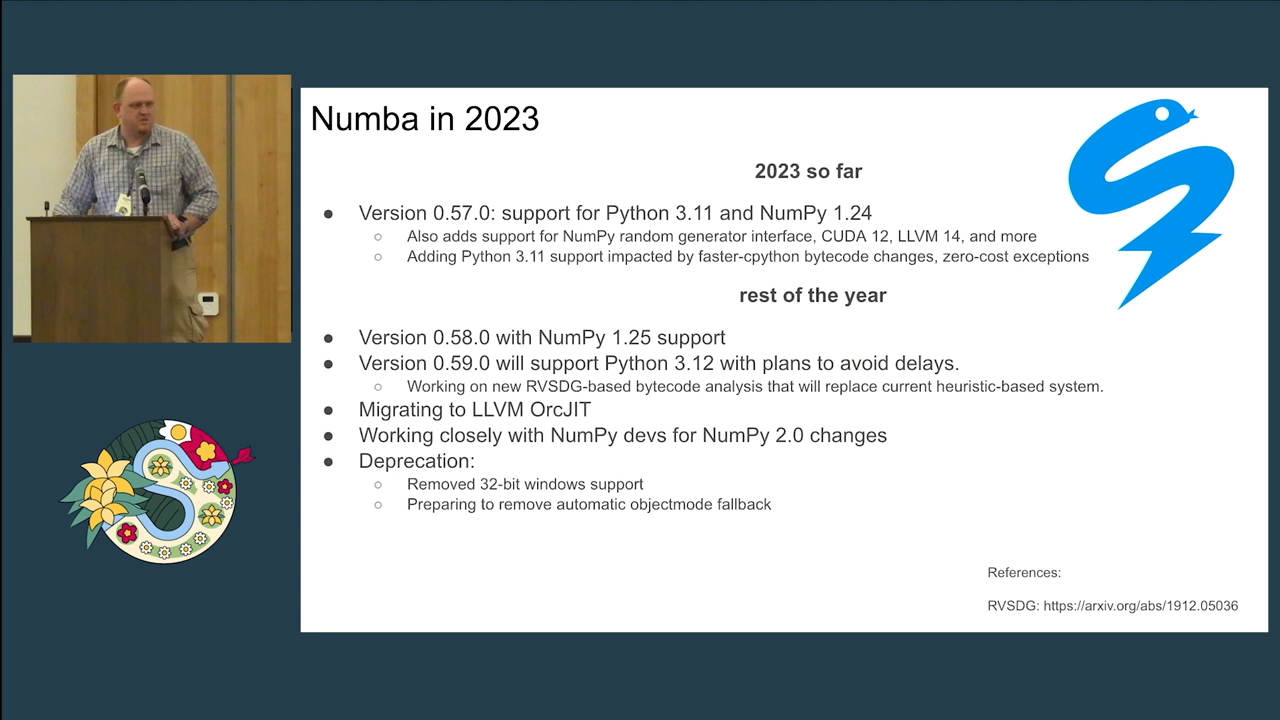 Numba in 2023
2023 so far
● Version 0.57.0: support for Python 3.11 and NumPy 1.24
○ Also adds support for NumPy random generator interface, CUDA 12, LLVM 14, and more
○ Adding Python 3.11 support impacted by faster-cpython bytecode changes, zero-cost exceptions
rest of the year
● Version 0.58.0 with NumPy 1.25 support
● Version 0.59.0 will support Python 3.12 with plans to avoid delays.
○ Working on new RVSDG-based bytecode analysis that will replace current heuristic-based system.
● Migrating to LLVM OrcJIT
● Working closely with NumPy devs for NumPy 2.0 changes
● Deprecation:
○ Removed 32-bit windows support
○ Preparing to remove automatic objectmode fallback
References:
RVSDG: https://arxiv.org/abs/1912.05036